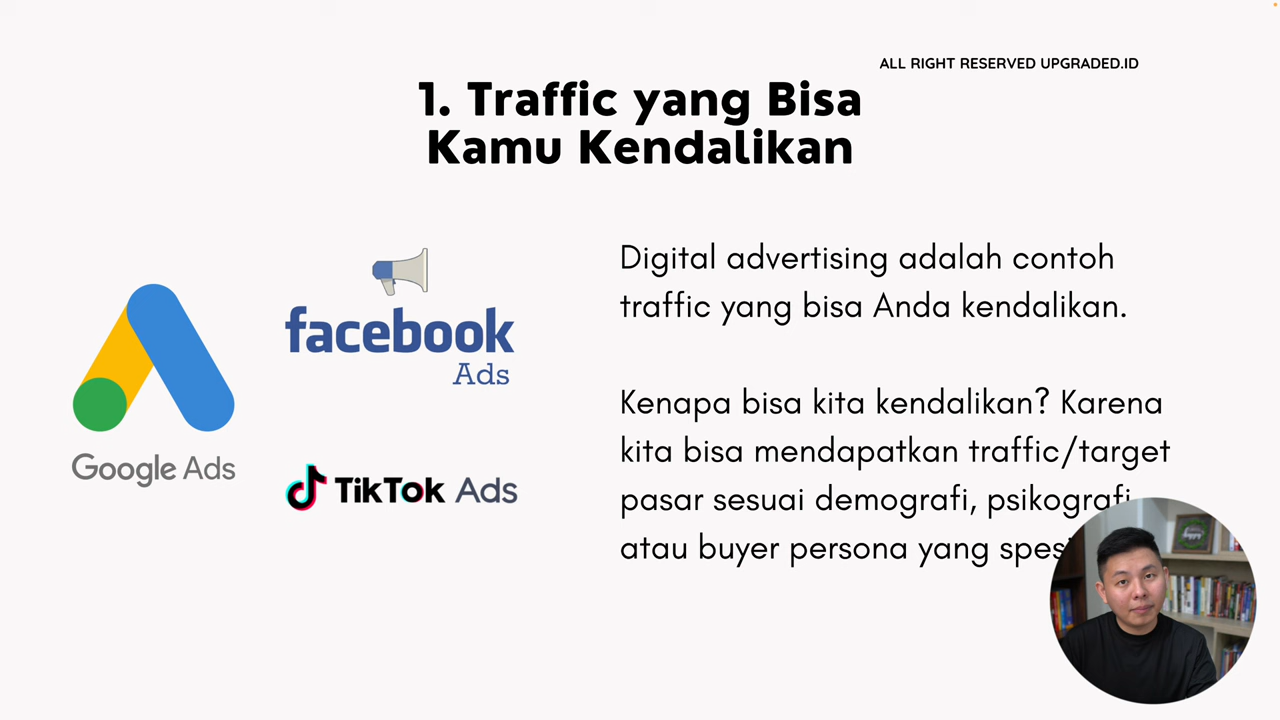 ALL RIGHT RESERVED UPGRADED.ID
1. Traffic yang Bisa
Kamu Kendalikan
Digital advertising adalah contoh
traffic yang bisa Anda kendalikan.
Kenapa bisa kita kendalikan? Karena
kita bisa mendapatkan traffic/target
pasar sesuai demografi, psikografi
atau buyer persona yang
facebook
Ads
Google Ads
TikTok Ads